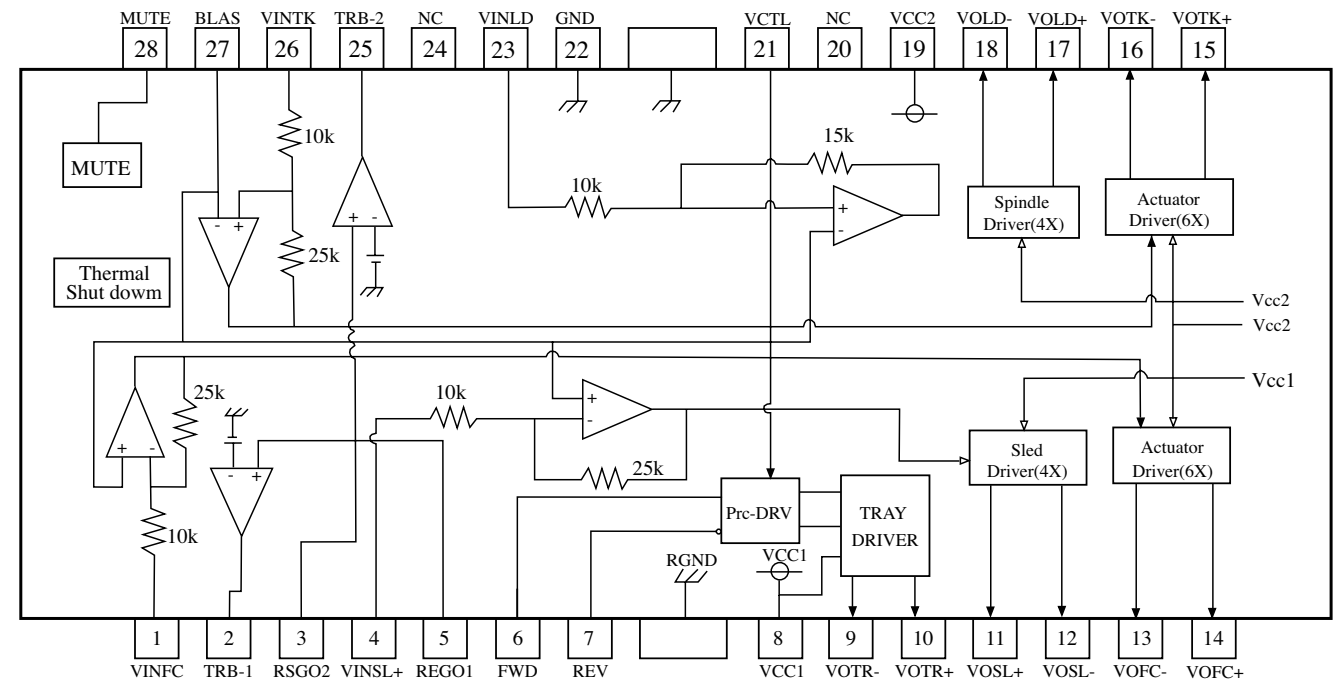 MUTE BLAS VINTK TRB-2 NC VINLD GND VCTL NC VCC2 VOLD- VOLD+ VOTK- VOTK+
28 27 26 25 24 23 22 21 20 19 18 17 16 15
10k
15k
MUTE
10k
+ -
+
-
- +
Spindle
Driver(4X)
Actuator
Driver(6X)
25k
Thermal
Shut dowm
Vcc2
Vcc2
Vcc1
25k
10k
+
-
+ -
25k
- +
Sled
Driver(4X)
Actuator
Driver(6X)
10k
Prc-DRV
TRAY
DRIVER
RGND
VCC1
1 2 3 4 5 6 7 8 9 10 11 12 13 14
VINFC TRB-1 RSGO2 VINSL+ REGO1 FWD REV VCC1 VOTR- VOTR+ VOSL+ VOSL- VOFC- VOFC+